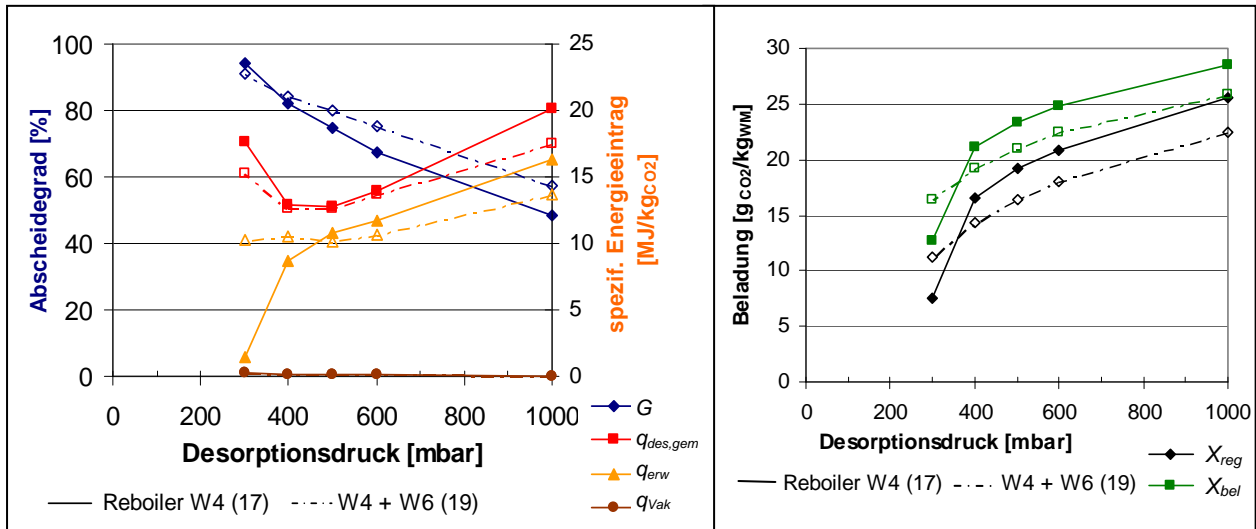 100
80
60
40
20
0
Abscheidegrad [%]
25
20
15
10
5
0
spezif. Energieeintrag
[MJ/kgCO2]
0 200 400 600 800 1000
Desorptionsdruck [mbar]
G
qdes,gem
qerw
qVak
Reboiler W4 (17) W4 + W6 (19)
30
25
20
15
10
5
0
Beladung [gCO2/kgWM]
0 200 400 600 800 1000
Desorptionsdruck [mbar]
Xreg
Xbel
Reboiler W4 (17) W4 + W6 (19)